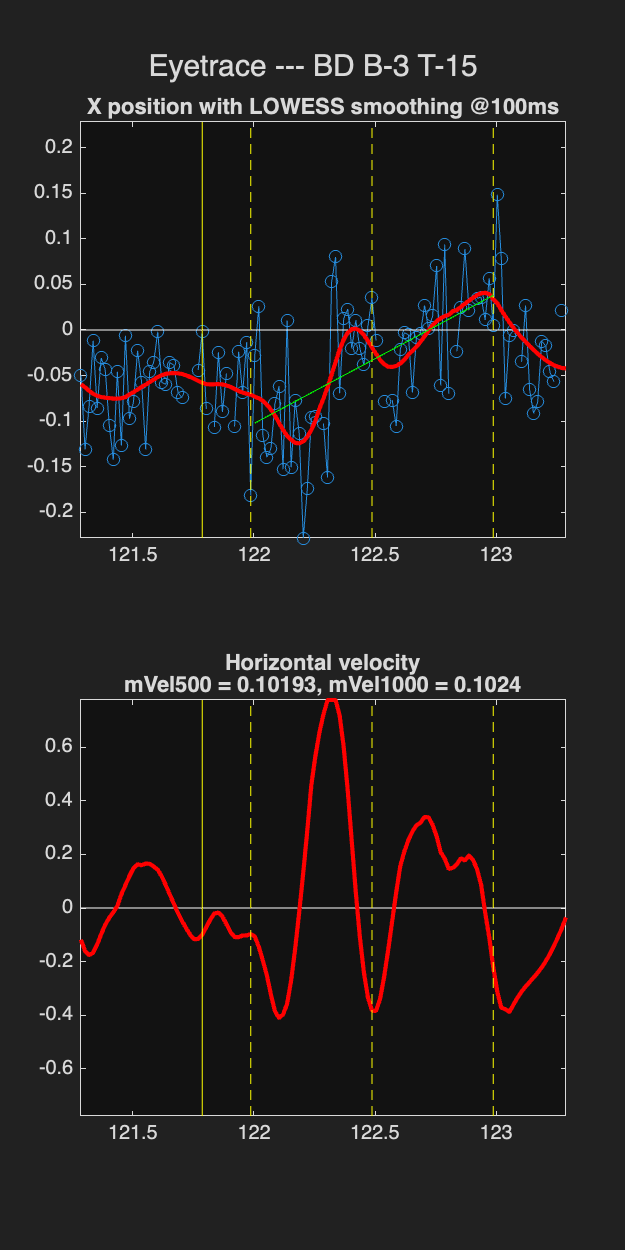 Eyetrace --- BD B-3 T-15
X position with LOWESS smoothing @100ms
0.2
0.15
0.1
0.05
0
-0.05
-0.1
-0.15
-0.2
121.5 122 122.5 123
Horizontal velocity
mVel500 = 0.10193, mVel1000 = 0.1024
0.6
0.4
0.2
0
-0.2
-0.4
-0.6
121.5 122 122.5 123